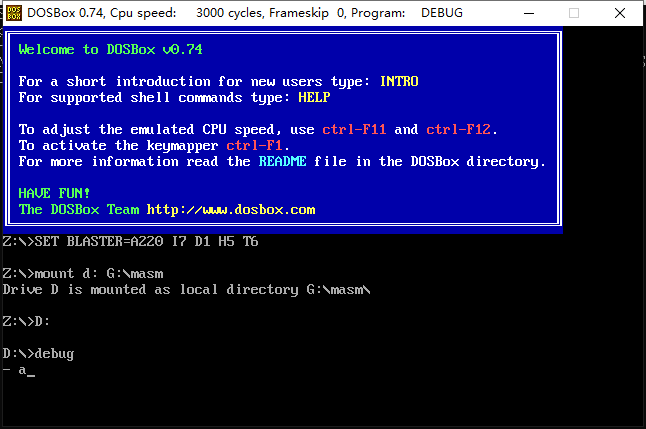 DOSBox 0.74, Cpu speed:    3000 cycles, Frameskip  0, Program:    DEBUG
Welcome to DOSBox v0.74
For a short introduction for new users type: INTRO
For supported shell commands type: HELP
To adjust the emulated CPU speed, use ctrl-F11 and ctrl-F12.
To activate the keymapper ctrl-F1.
For more information read the README file in the DOSBox directory.
HAVE FUN!
The DOSBox Team http://www.dosbox.com
Z:\>SET BLASTER=A220 I7 D1 H5 T6
Z:\>mount d: G:\masm
Drive D is mounted as local directory G:\masm\
Z:\>D:
D:\>debug
- a_